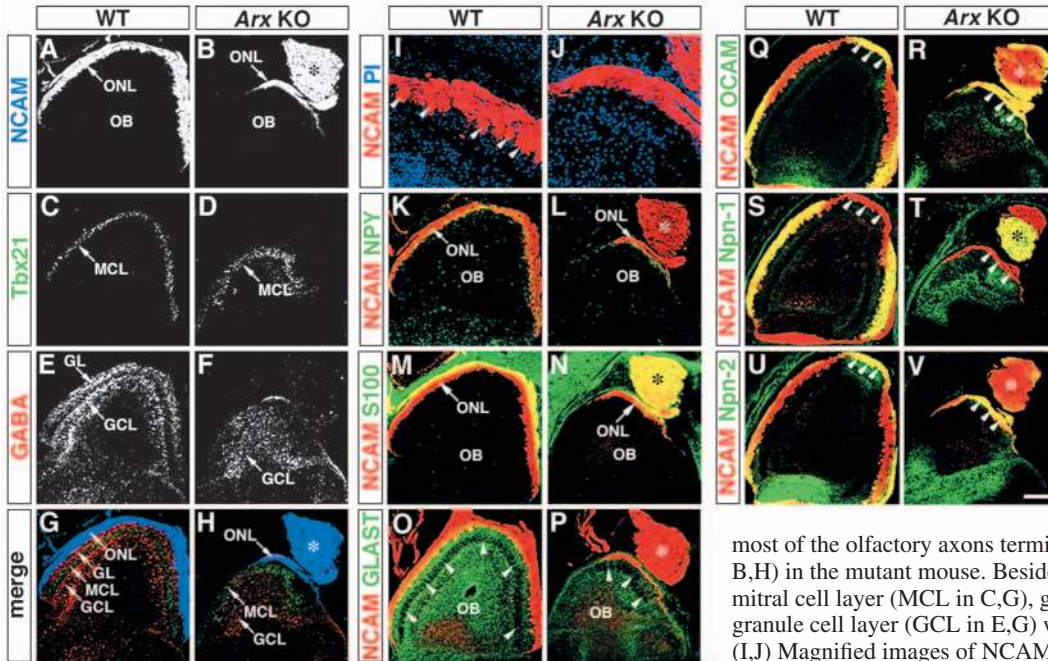 WT Arx KO WT Arx KO WT Arx KO
NCAM
A ONL OB
B ONL OB *
Tbx21
C MCL
D MCL
GABA
E GL GCL
F GCL
merge
G ONL GL MCL GCL
H ONL MCL GCL *
NCAM PI
I
J
NCAM NPY
K ONL OB
L ONL OB *
NCAM S100
M ONL OB
N ONL OB *
NCAM GLAST
O OB
P OB *
NCAM OCAM
Q
R *
NCAM Npn-1
S
T *
NCAM Npn-2
U
V *
most of the olfactory axons termi
B,H) in the mutant mouse. Beside
mitral cell layer (MCL in C,G), g
granule cell layer (GCL in E,G) w
(I,J) Magnified images of NCAM